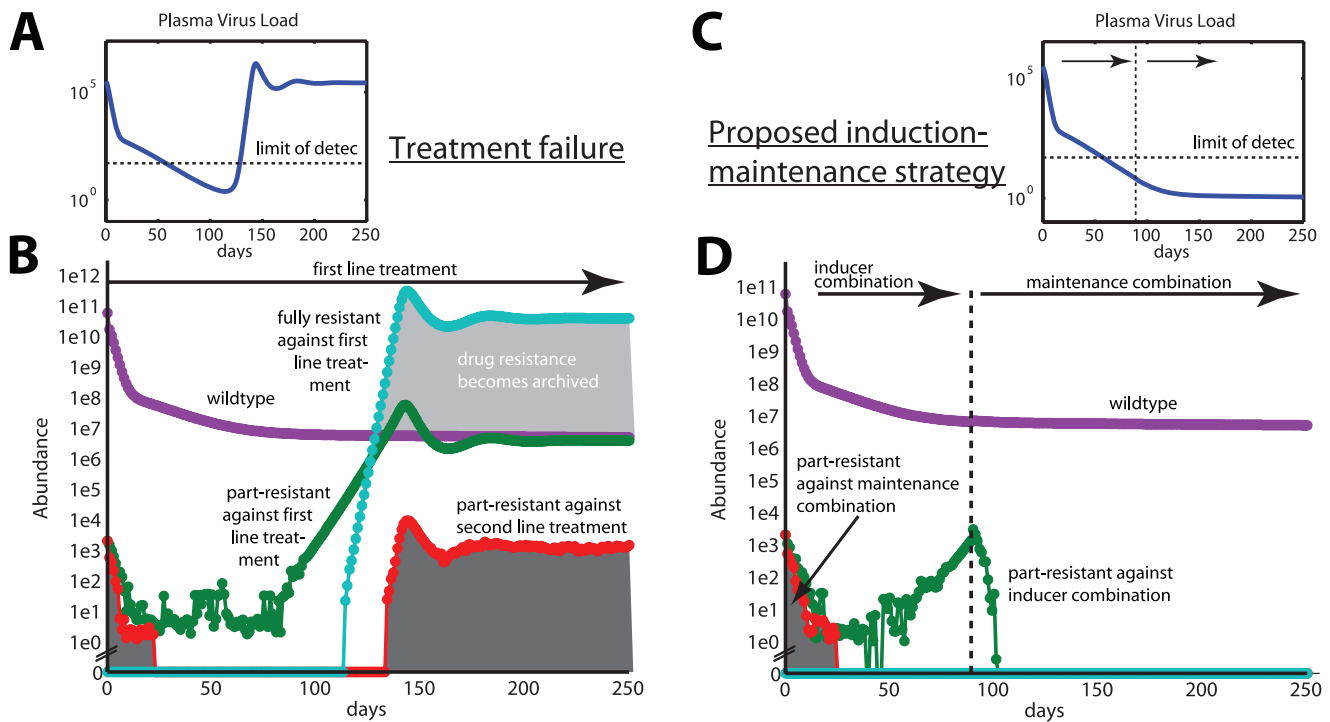 A
Plasma Virus Load
10^5
10^0
limit of detec
0 50 100 150 200 250
days
Treatment failure
C
Plasma Virus Load
10^5
10^0
limit of detec
0 50 100 150 200 250
days
Proposed induction-
maintenance strategy
B
first line treatment
Abundance
1e12
1e11
1e10
1e9
1e8
1e7
1e6
1e5
1e4
1e3
1e2
1e1
1e0
0
fully resistant
against first
line treat-
ment
drug resistance
becomes archived
wildtype
part-resistant
against first
line treat-
ment
part-resistant against
second line treatment
0 50 100 150 200 250
days
D
inducer
combination
maintenance combination
Abundance
1e11
1e10
1e9
1e8
1e7
1e6
1e5
1e4
1e3
1e2
1e1
1e0
0
wildtype
part-resistant
against maintenance
combination
part-resistant against
inducer combination
0 50 100 150 200 250
days